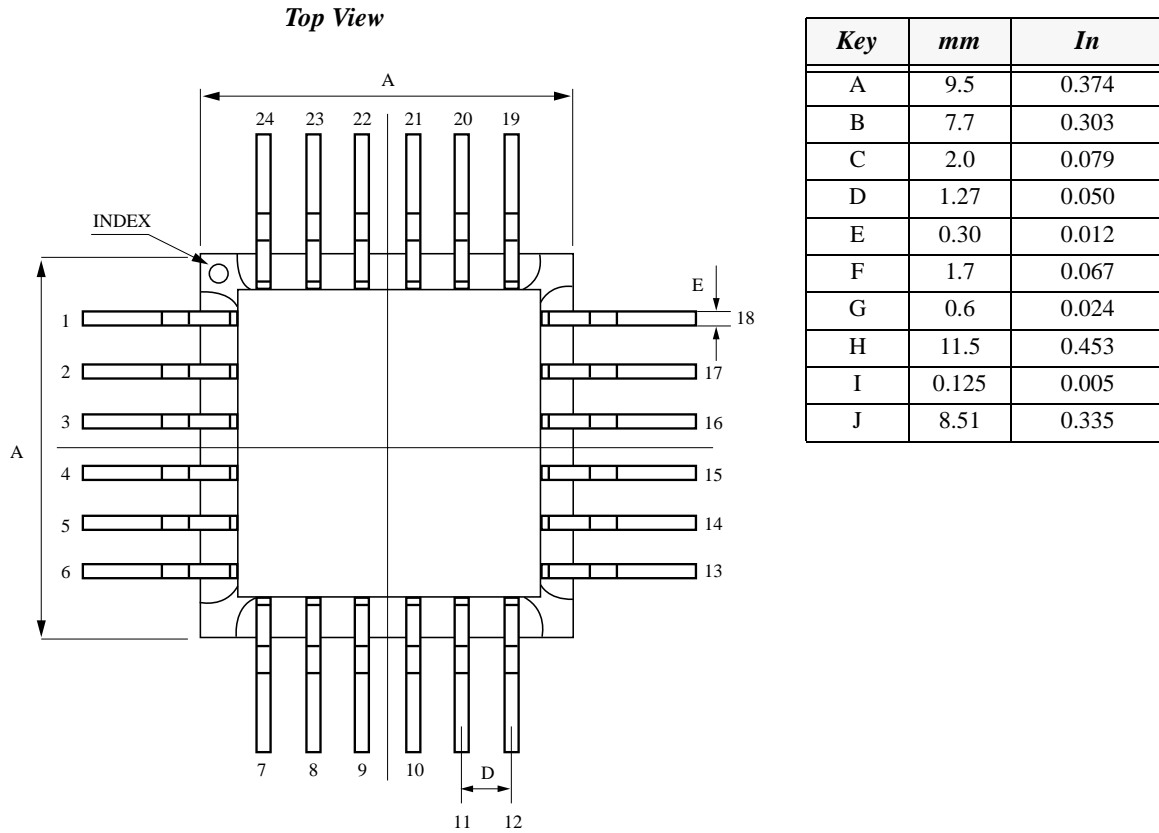 Top View
A
24 23 22 21 20 19
INDEX
E
1
18
2
17
3
16
A
4
15
5
14
6
13
7 8 9 10 D
11 12
Key mm In
A 9.5 0.374
B 7.7 0.303
C 2.0 0.079
D 1.27 0.050
E 0.30 0.012
F 1.7 0.067
G 0.6 0.024
H 11.5 0.453
I 0.125 0.005
J 8.51 0.335